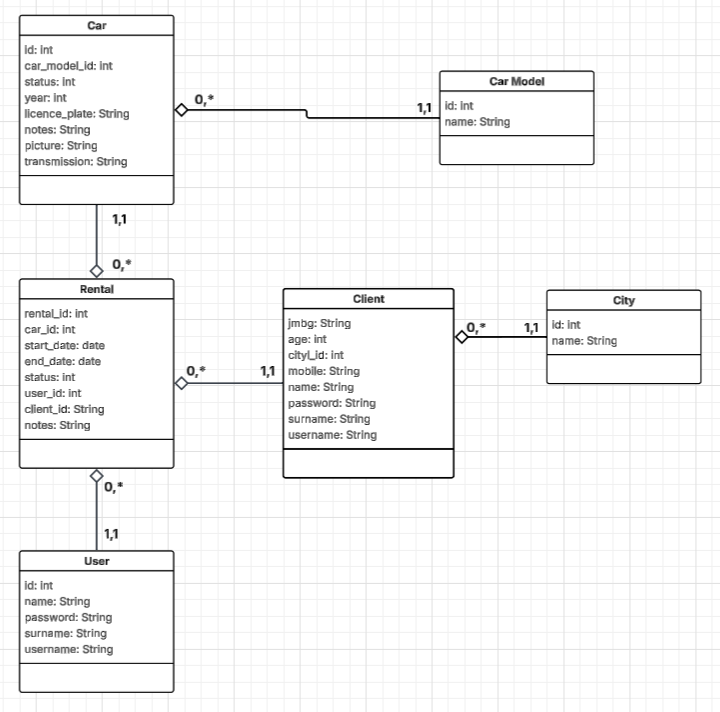 Car
id: int
car_model_id: int
status: int
year: int
licence_plate: String
notes: String
picture: String
transmission: String
0,*
1,1
Car Model
id: int
name: String
1,1
0,*
Rental
rental_id: int
car_id: int
start_date: date
end_date: date
status: int
user_id: int
client_id: String
notes: String
0,*
1,1
Client
jmbg: String
age: int
cityl_id: int
mobile: String
name: String
password: String
surname: String
username: String
0,*
1,1
City
id: int
name: String
0,*
1,1
User
id: int
name: String
password: String
surname: String
username: String